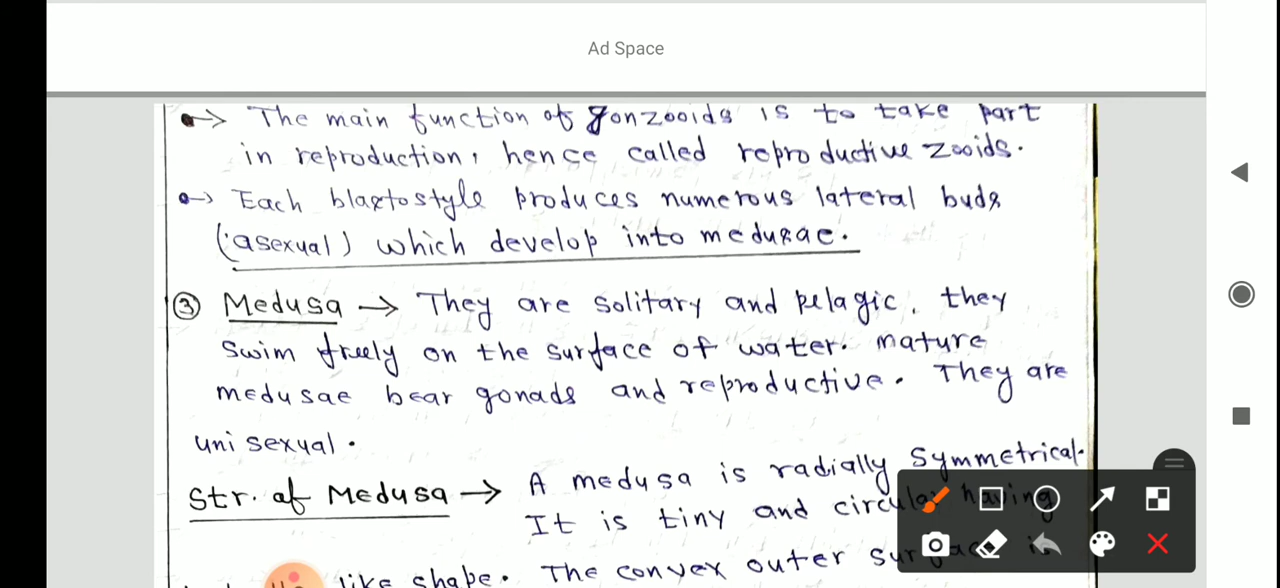 Ad Space
The main function of gonzooids is to take part
in reproduction, hence called reproductive zooids.
Each blastostyle produces numerous lateral buds
(asexual) which develop into medusae.
③ Medusa → They are solitary and pelagic. they
swim freely on the surface of water. mature
medusae bear gonads and reproductive. They are
unisexual.
Str. of Medusa → A medusa is radially symmetrical.
It is tiny and circular having
like shape. The convex outer surface is